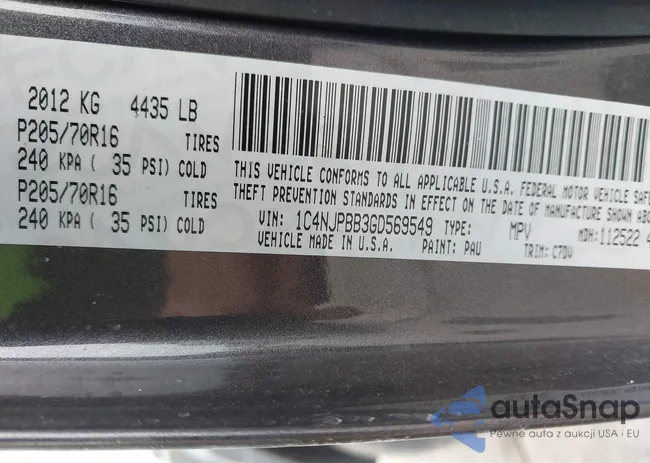 2012 KG 4435 LB
P205/70R16 TIRES
240 KPA ( 35 PSI) COLD
P205/70R16 TIRES
240 KPA ( 35 PSI) COLD
THIS VEHICLE CONFORMS TO ALL APPLICABLE U.S.A. FEDERAL MOTOR VEHICLE SAFE
THEFT PREVENTION STANDARDS IN EFFECT ON THE DATE OF MANUFACTURE SHOWN ABO
VIN: 1C4NJPBB3GD569549 TYPE: MPV MDH: 112522 4
VEHICLE MADE IN U.S.A. PAINT: PAU TRIM: C7DV
autaSnap
Pewne auta z aukcji USA i EU